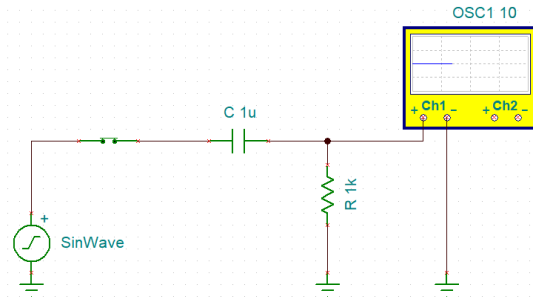 OSC1 10
+ Ch1 - + Ch2 -
C 1u
R 1k
+
SinWave